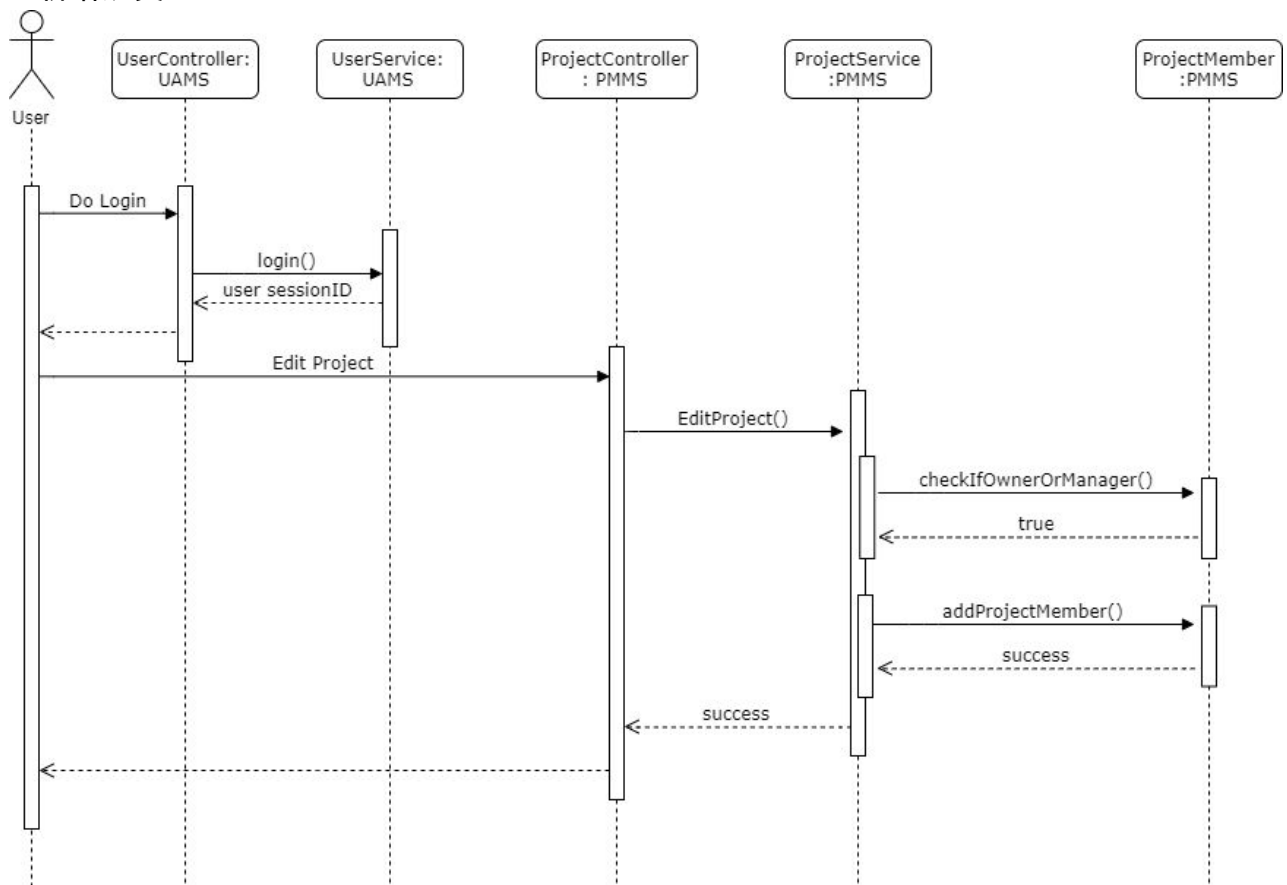 UserController:
UAMS
UserService:
UAMS
ProjectController
: PMMS
ProjectService
:PMMS
ProjectMember
:PMMS
User
Do Login
login()
user sessionID
Edit Project
EditProject()
checkIfOwnerOrManager()
true
addProjectMember()
success
success